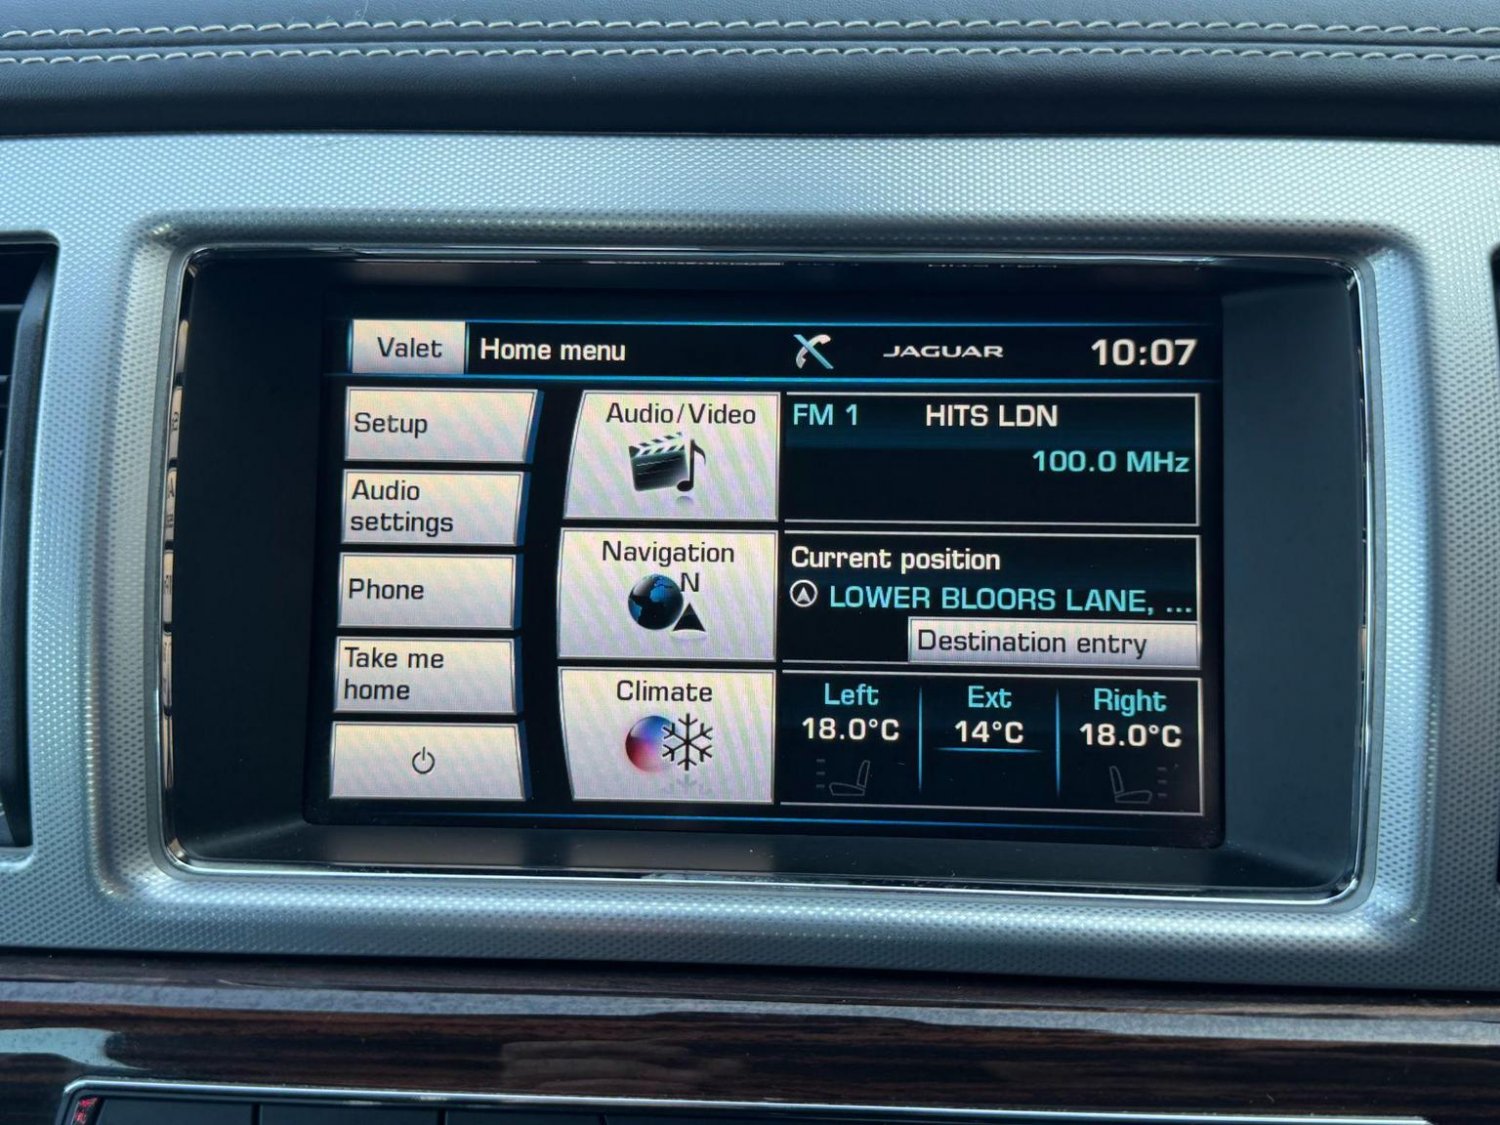 Valet
Home menu
JAGUAR
10:07
Setup
Audio
settings
Phone
Take me
home
Audio/Video
Navigation
N
Climate
FM 1
HITS LDN
100.0 MHz
Current position
LOWER BLOORS LANE, ...
Destination entry
Left
18.0°C
Ext
14°C
Right
18.0°C